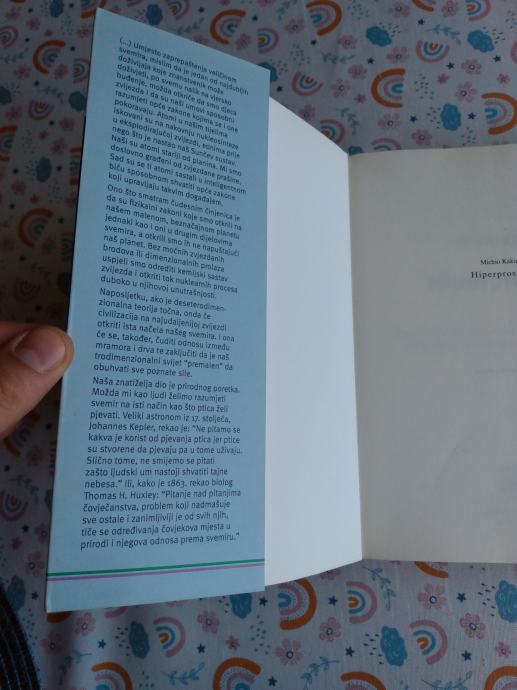 (...) Umjesto zaprepaštenja veličinom
svemira, mislim da je jedan od najdubljih
doživljaja koje znanstvenik može
doživjeti, po svemu nalik na vjersko
buđenje, možda otkriće da smo djeca
zvijezda i da su naši umovi sposobni
razumjeti opće zakone kojima se i one
pokoravaju. Atomi u našim tijelima
iskovani su na nakovnju nukleosinteze
u eksplodirajućoj zvijezdi, eonima prije
nego što je nastao naš Sunčev sustav.
Naši su atomi stariji od planina. Mi smo
doslovno građeni od zvjezdane prašine.
Sad su se ti atomi sastali u inteligentnom
biću sposobnom shvatiti opće zakone
koji upravljaju takvim događajem.
Ono što smatram čudesnim činjenica je
da su fizikalni zakoni koje smo otkrili na
našem malenom, beznačajnom planetu
jednaki kao i oni u drugim dijelovima
svemira, a otkrili smo ih ne napuštajući
naš planet. Bez moćnih zvjezdanih
brodova ili dimenzionalnih prolaza
uspjeli smo odrediti kemijski sastav
zvijezda i otkriti tok nuklearnih procesa
duboko u njihovoj unutrašnjosti.
Naposljetku, ako je deseterodimen-
zionalna teorija točna, onda će
civilizacija na najudaljenijoj zvijezdi
otkriti ista načela našeg svemira. I ona
će se, također, čuditi odnosu između
mramora i drva te zaključiti da je naš
trodimenzionalni svijet "premalen" da
obuhvati sve poznate sile.
Naša znatiželja dio je prirodnog poretka.
Možda mi kao ljudi želimo razumjeti
svemir na isti način kao što ptica želi
pjevati. Veliki astronom iz 17. stoljeća,
Johannes Kepler, rekao je: "Ne pitamo se
kakva je korist od pjevanja ptica jer ptice
su stvorene da pjevaju pa u tome uživaju.
Slično tome, ne smijemo se pitati
zašto ljudski um nastoji shvatiti tajne
nebesa." Ili, kako je 1863. rekao biolog
Thomas H. Huxley: "Pitanje nad pitanjima
čovječanstva, problem koji nadmašuje
sve ostale i zanimljiviji je od svih njih,
tiče se određivanja čovjekova mjesta u
prirodi i njegova odnosa prema svemiru."
Michio Kaku
Hiperpros